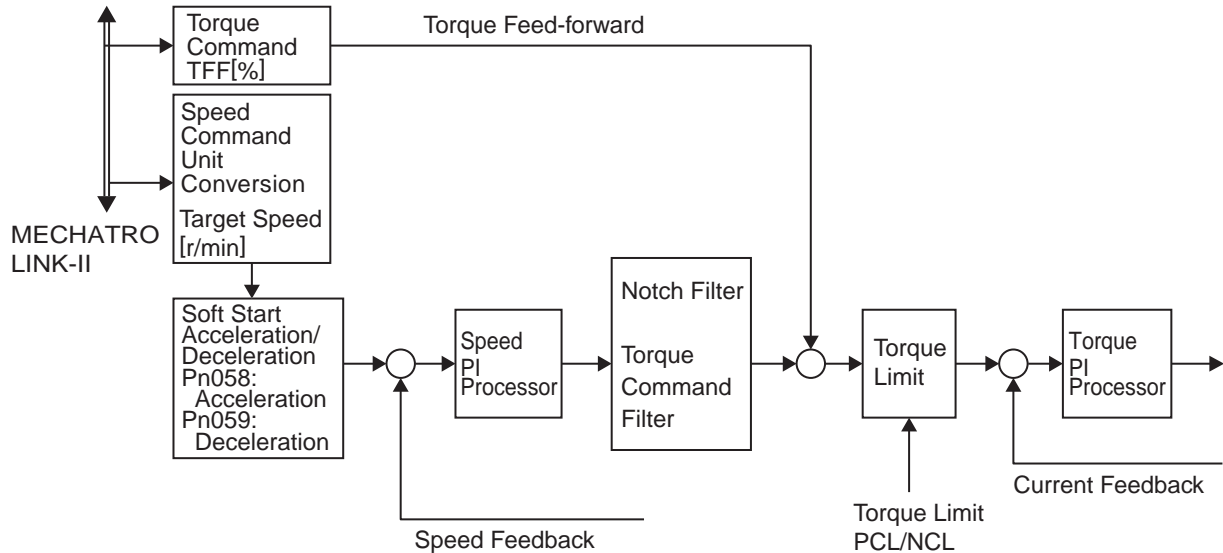 Torque
Command
TFF[%]
Torque Feed-forward
Speed
Command
Unit
Conversion
Target Speed
[r/min]
MECHATRO
LINK-II
Soft Start
Acceleration/
Deceleration
Pn058:
Acceleration
Pn059:
Deceleration
Speed
PI
Processor
Notch Filter
Torque
Command
Filter
Torque
Limit
Torque
PI
Processor
Speed Feedback
Torque Limit
PCL/NCL
Current Feedback